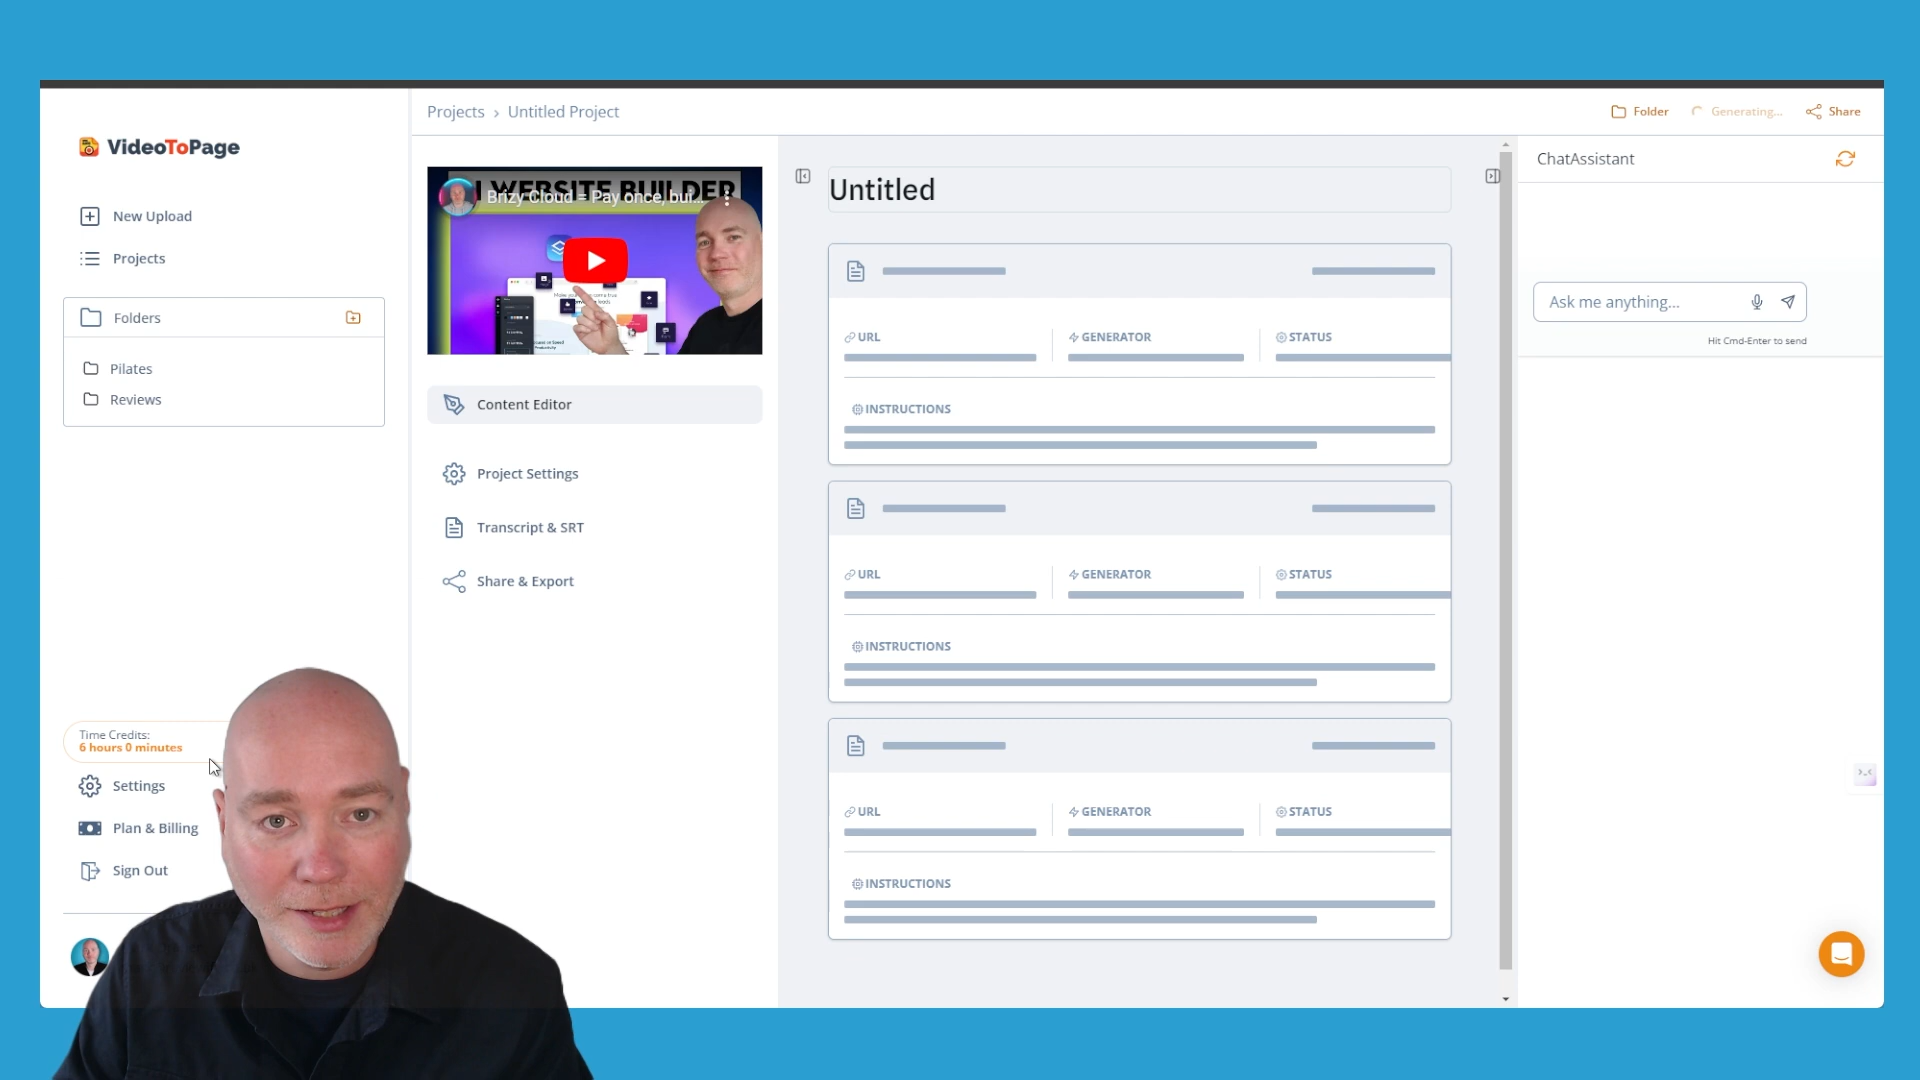 VideoToPage
New Upload
Projects
Folders
Pilates
Reviews
Time Credits:
6 hours 0 minutes
Settings
Plan & Billing
Sign Out
Projects › Untitled Project
Folder
Generating...
Share
WEBSITE BUILDER
Brizy Cloud = Pay once, bui...
Content Editor
Project Settings
Transcript & SRT
Share & Export
Untitled
URL
GENERATOR
STATUS
INSTRUCTIONS
URL
GENERATOR
STATUS
INSTRUCTIONS
URL
GENERATOR
STATUS
INSTRUCTIONS
ChatAssistant
Ask me anything...
Hit Cmd-Enter to send